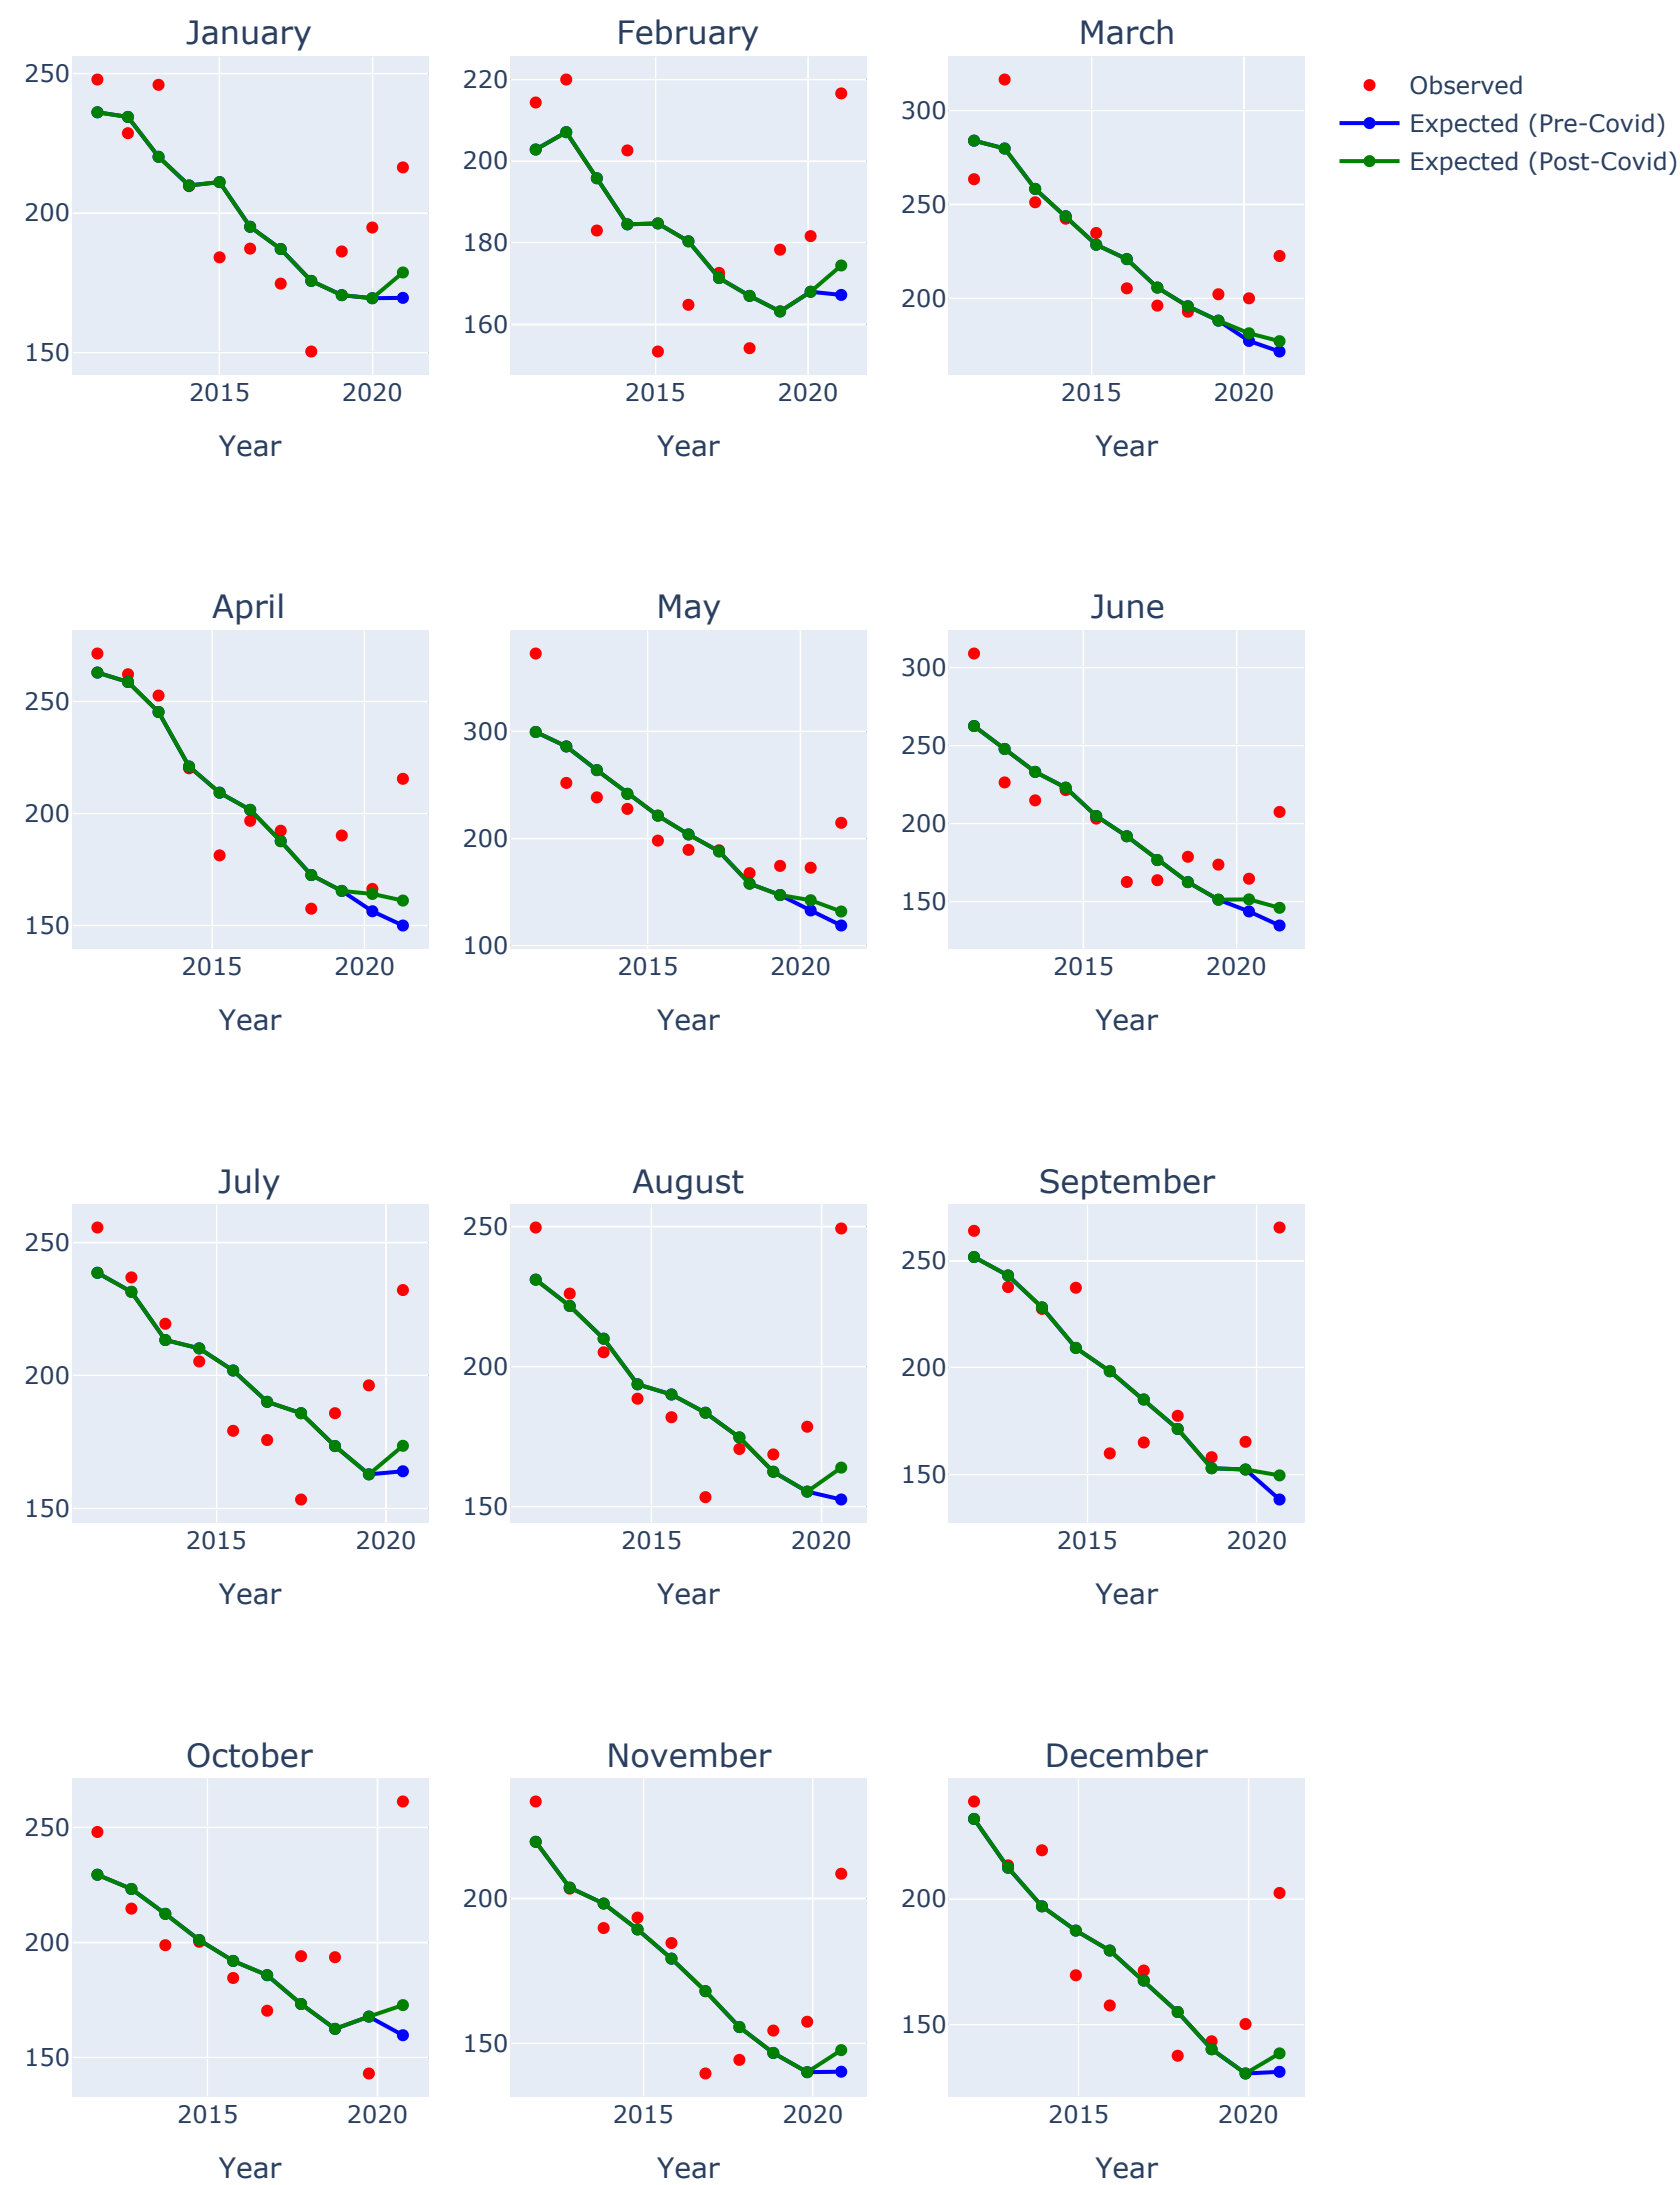 January
February
March
250
200
150
2015
2020
Year
220
200
180
160
2015
2020
Year
300
250
200
2015
2020
Year
Observed
Expected (Pre-Covid)
Expected (Post-Covid)
April
May
June
250
200
150
2015
2020
Year
300
200
100
2015
2020
Year
300
250
200
150
2015
2020
Year
July
August
September
250
200
150
2015
2020
Year
250
200
150
2015
2020
Year
250
200
150
2015
2020
Year
October
November
December
250
200
150
2015
2020
Year
200
150
2015
2020
Year
200
150
2015
2020
Year